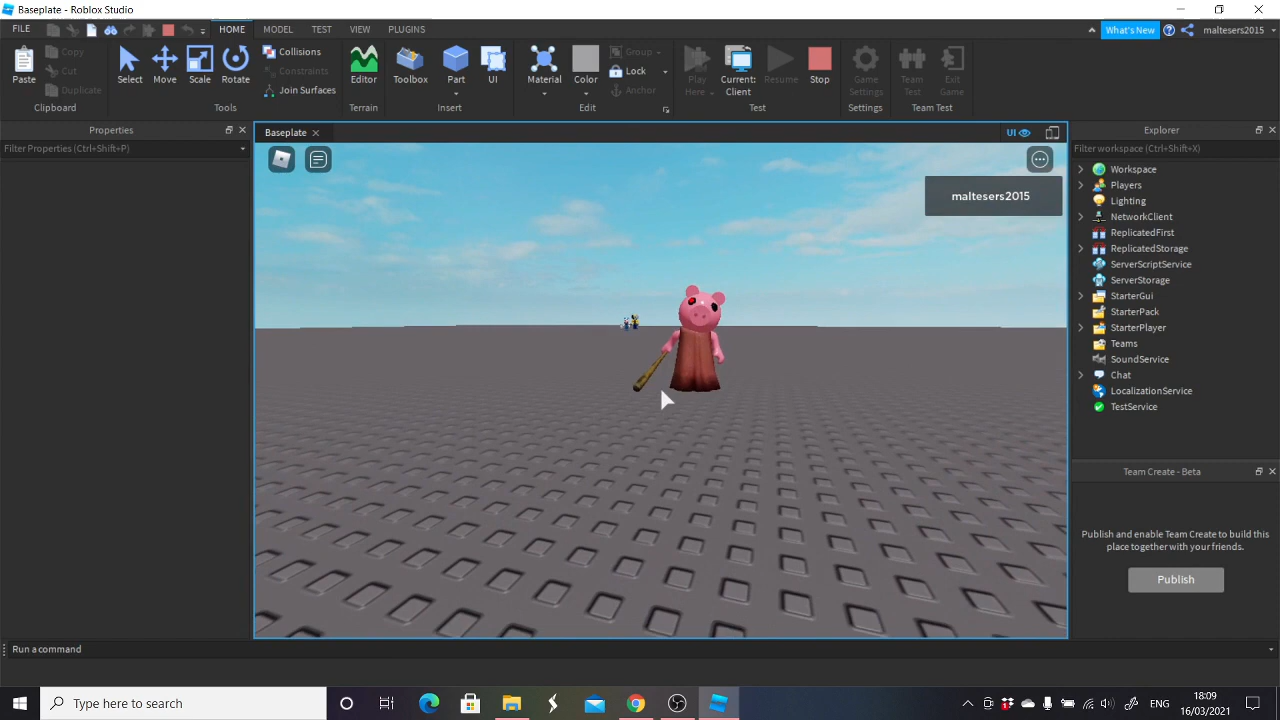 Baseplate - Roblox Studio
FILE HOME MODEL TEST VIEW PLUGINS What's New maltesers2015
Paste Copy Cut Duplicate Clipboard
Select Move Scale Rotate Collisions Constraints Join Surfaces Tools
Editor Terrain
Toolbox Part UI Insert
Material Color Group Lock Anchor Edit
Play Here Current: Client Resume Stop Test
Game Settings Settings
Team Test Exit Game Team Test
Properties
Filter Properties (Ctrl+Shift+P)
Baseplate
UI
maltesers2015
Explorer
Filter workspace (Ctrl+Shift+X)
Workspace
Players
Lighting
NetworkClient
ReplicatedFirst
ReplicatedStorage
ServerScriptService
ServerStorage
StarterGui
StarterPack
StarterPlayer
Teams
SoundService
Chat
LocalizationService
TestService
Team Create - Beta
Publish and enable Team Create to build this
place together with your friends.
Publish
Run a command
Type here to search
ENG
18:09
16/03/2021